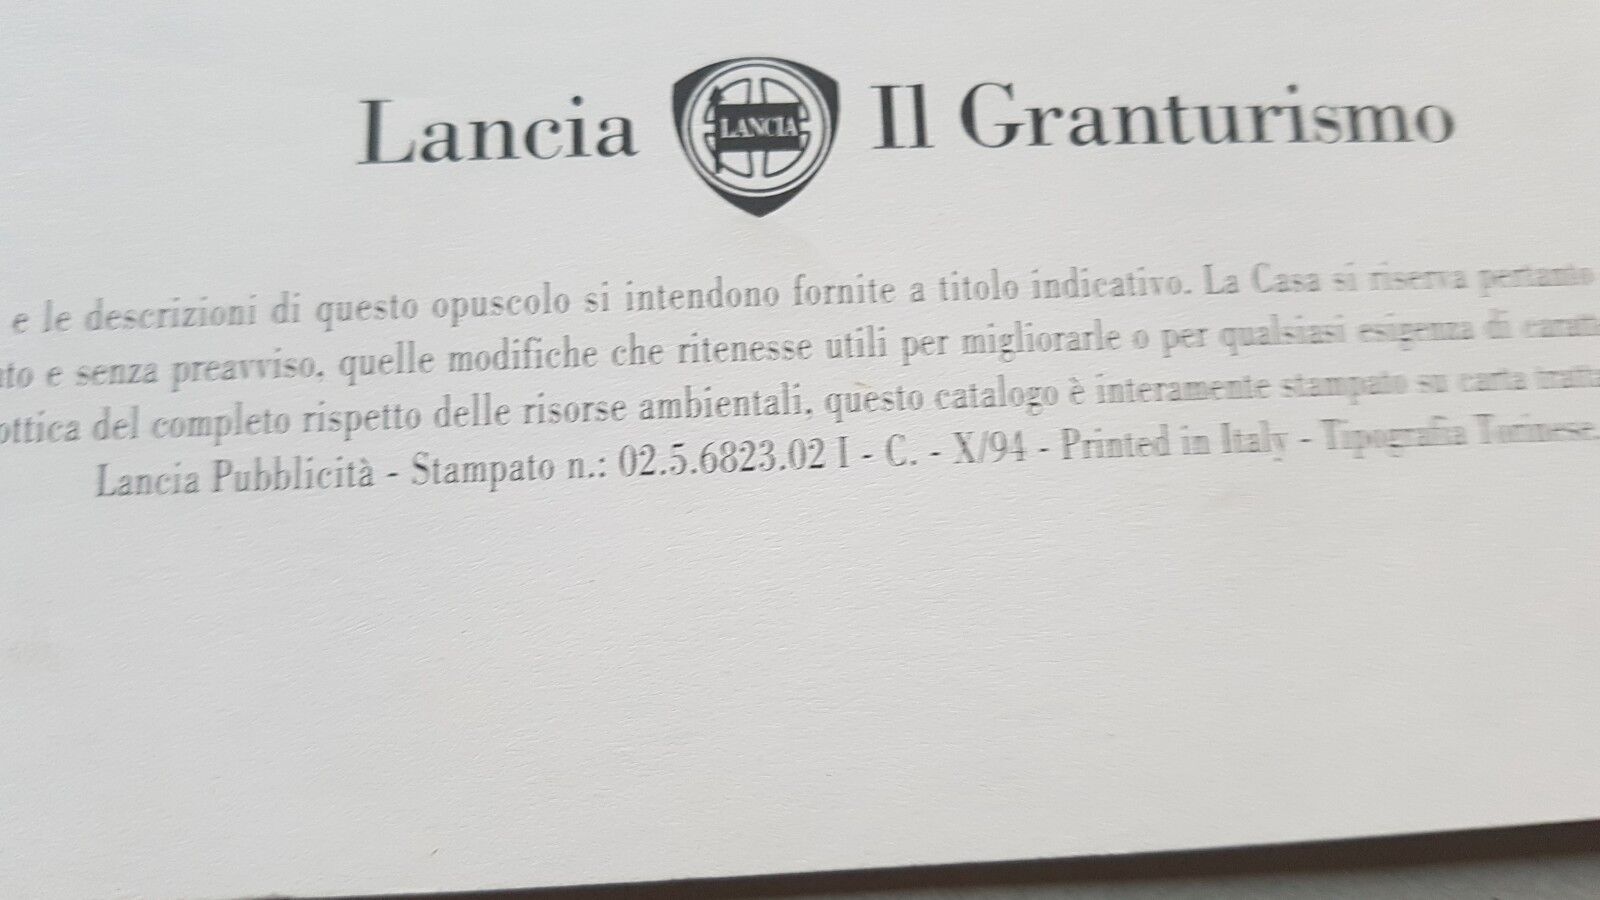 Lancia LANCIA Il Granturismo
e le descrizioni di questo opuscolo si intendono fornite a titolo indicativo. La Casa si riserva pertanto
to e senza preavviso, quelle modifiche che ritenesse utili per migliorarle o per qualsiasi esigenza di caratt
ottica del completo rispetto delle risorse ambientali, questo catalogo è interamente stampato su carta tratta
Lancia Pubblicità - Stampato n.: 02.5.6823.02 I - C. - X/94 - Printed in Italy - Tipografia Torinese.